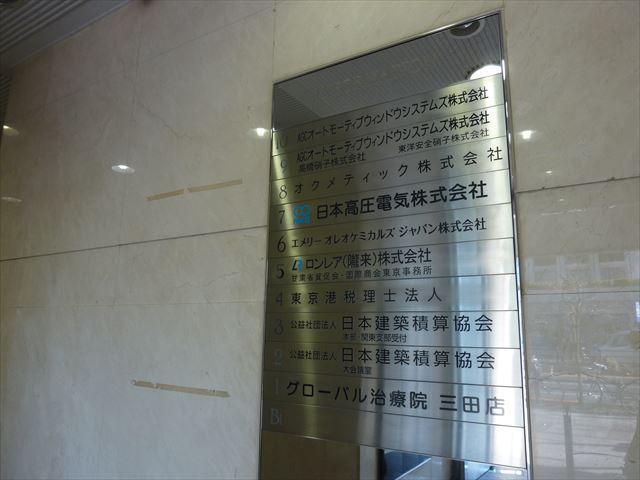 10 AGCオートモーティブウィンドウシステムズ株式会社
9 AGCオートモーティブウィンドウシステムズ株式会社
高橋硝子株式会社 東洋安全硝子株式会社
8 オクメティック株式会社
7 日本高圧電気株式会社
6 エメリー オレオケミカルズ ジャパン株式会社
5 ロンレア(隴来)株式会社
甘粛省貿促会・国際商会東京事務所
4 東京港税理士法人
3 公益社団法人 日本建築積算協会
本部・関東支部受付
2 公益社団法人 日本建築積算協会
大会議室
1 グローバル治療院 三田店
B1